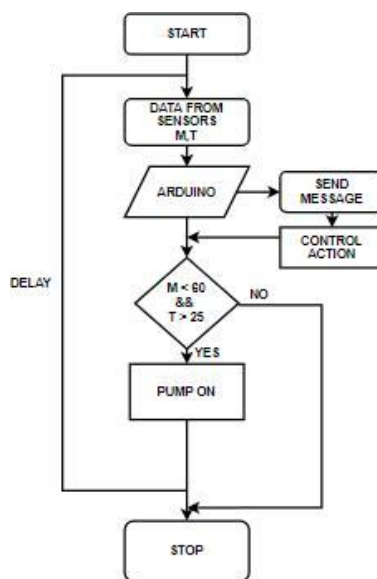 START
DATA FROM
SENSORS
M,T
ARDUINO
SEND
MESSAGE
CONTROL
ACTION
DELAY
M < 60
&&
T > 25
NO
YES
PUMP ON
STOP